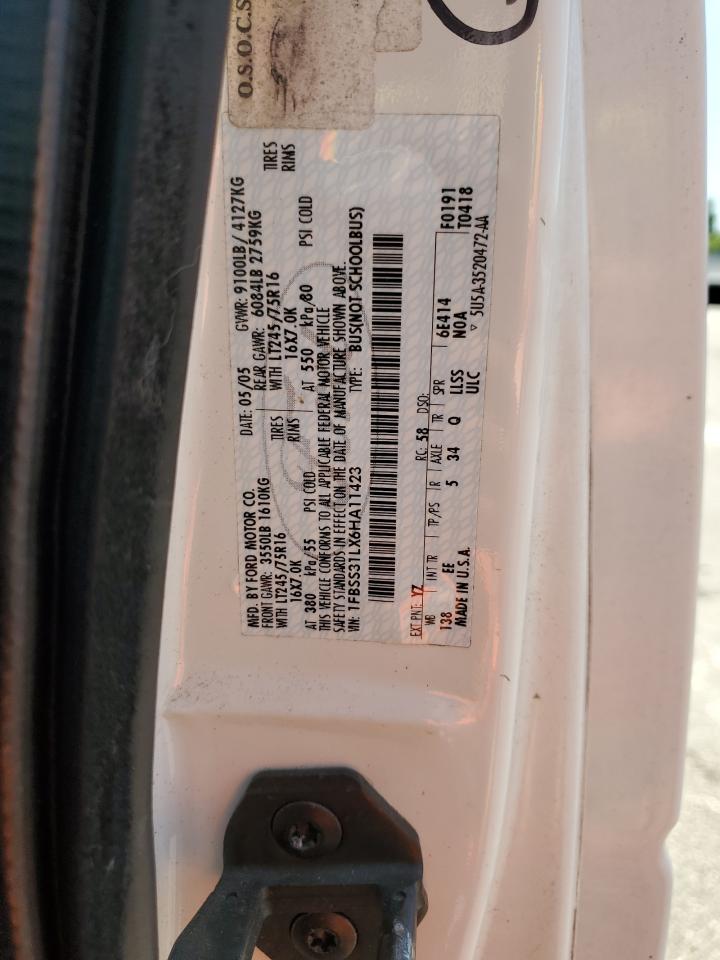 O.S.O.C.S
MFD. BY FORD MOTOR CO.
DATE: 05/05 GVWR: 9100LB / 4127KG
FRONT GAWR: 3550LB 1610KG REAR GAWR: 6084LB 2759KG
WITH LT245/75R16 TIRES WITH LT245/75R16 TIRES
16X7.0K RIMS 16X7.0K RIMS
AT 380 kPa/55 PSI COLD AT 550 kPa/80 PSI COLD
THIS VEHICLE CONFORMS TO ALL APPLICABLE FEDERAL MOTOR VEHICLE
SAFETY STANDARDS IN EFFECT ON THE DATE OF MANUFACTURE SHOWN ABOVE.
VIN: 1FBSS31LX6HA11423 TYPE: BUS(NOT SCHOOLBUS)
EXT PNT: YZ RC: 58 DSO:
WB INT TR TP/PS R AXLE TR SPR 6E414 F0191
138 EE 5 34 Q LLSS NOA T0418
MADE IN U.S.A. ULC
▽ 5U5A-3520472-AA